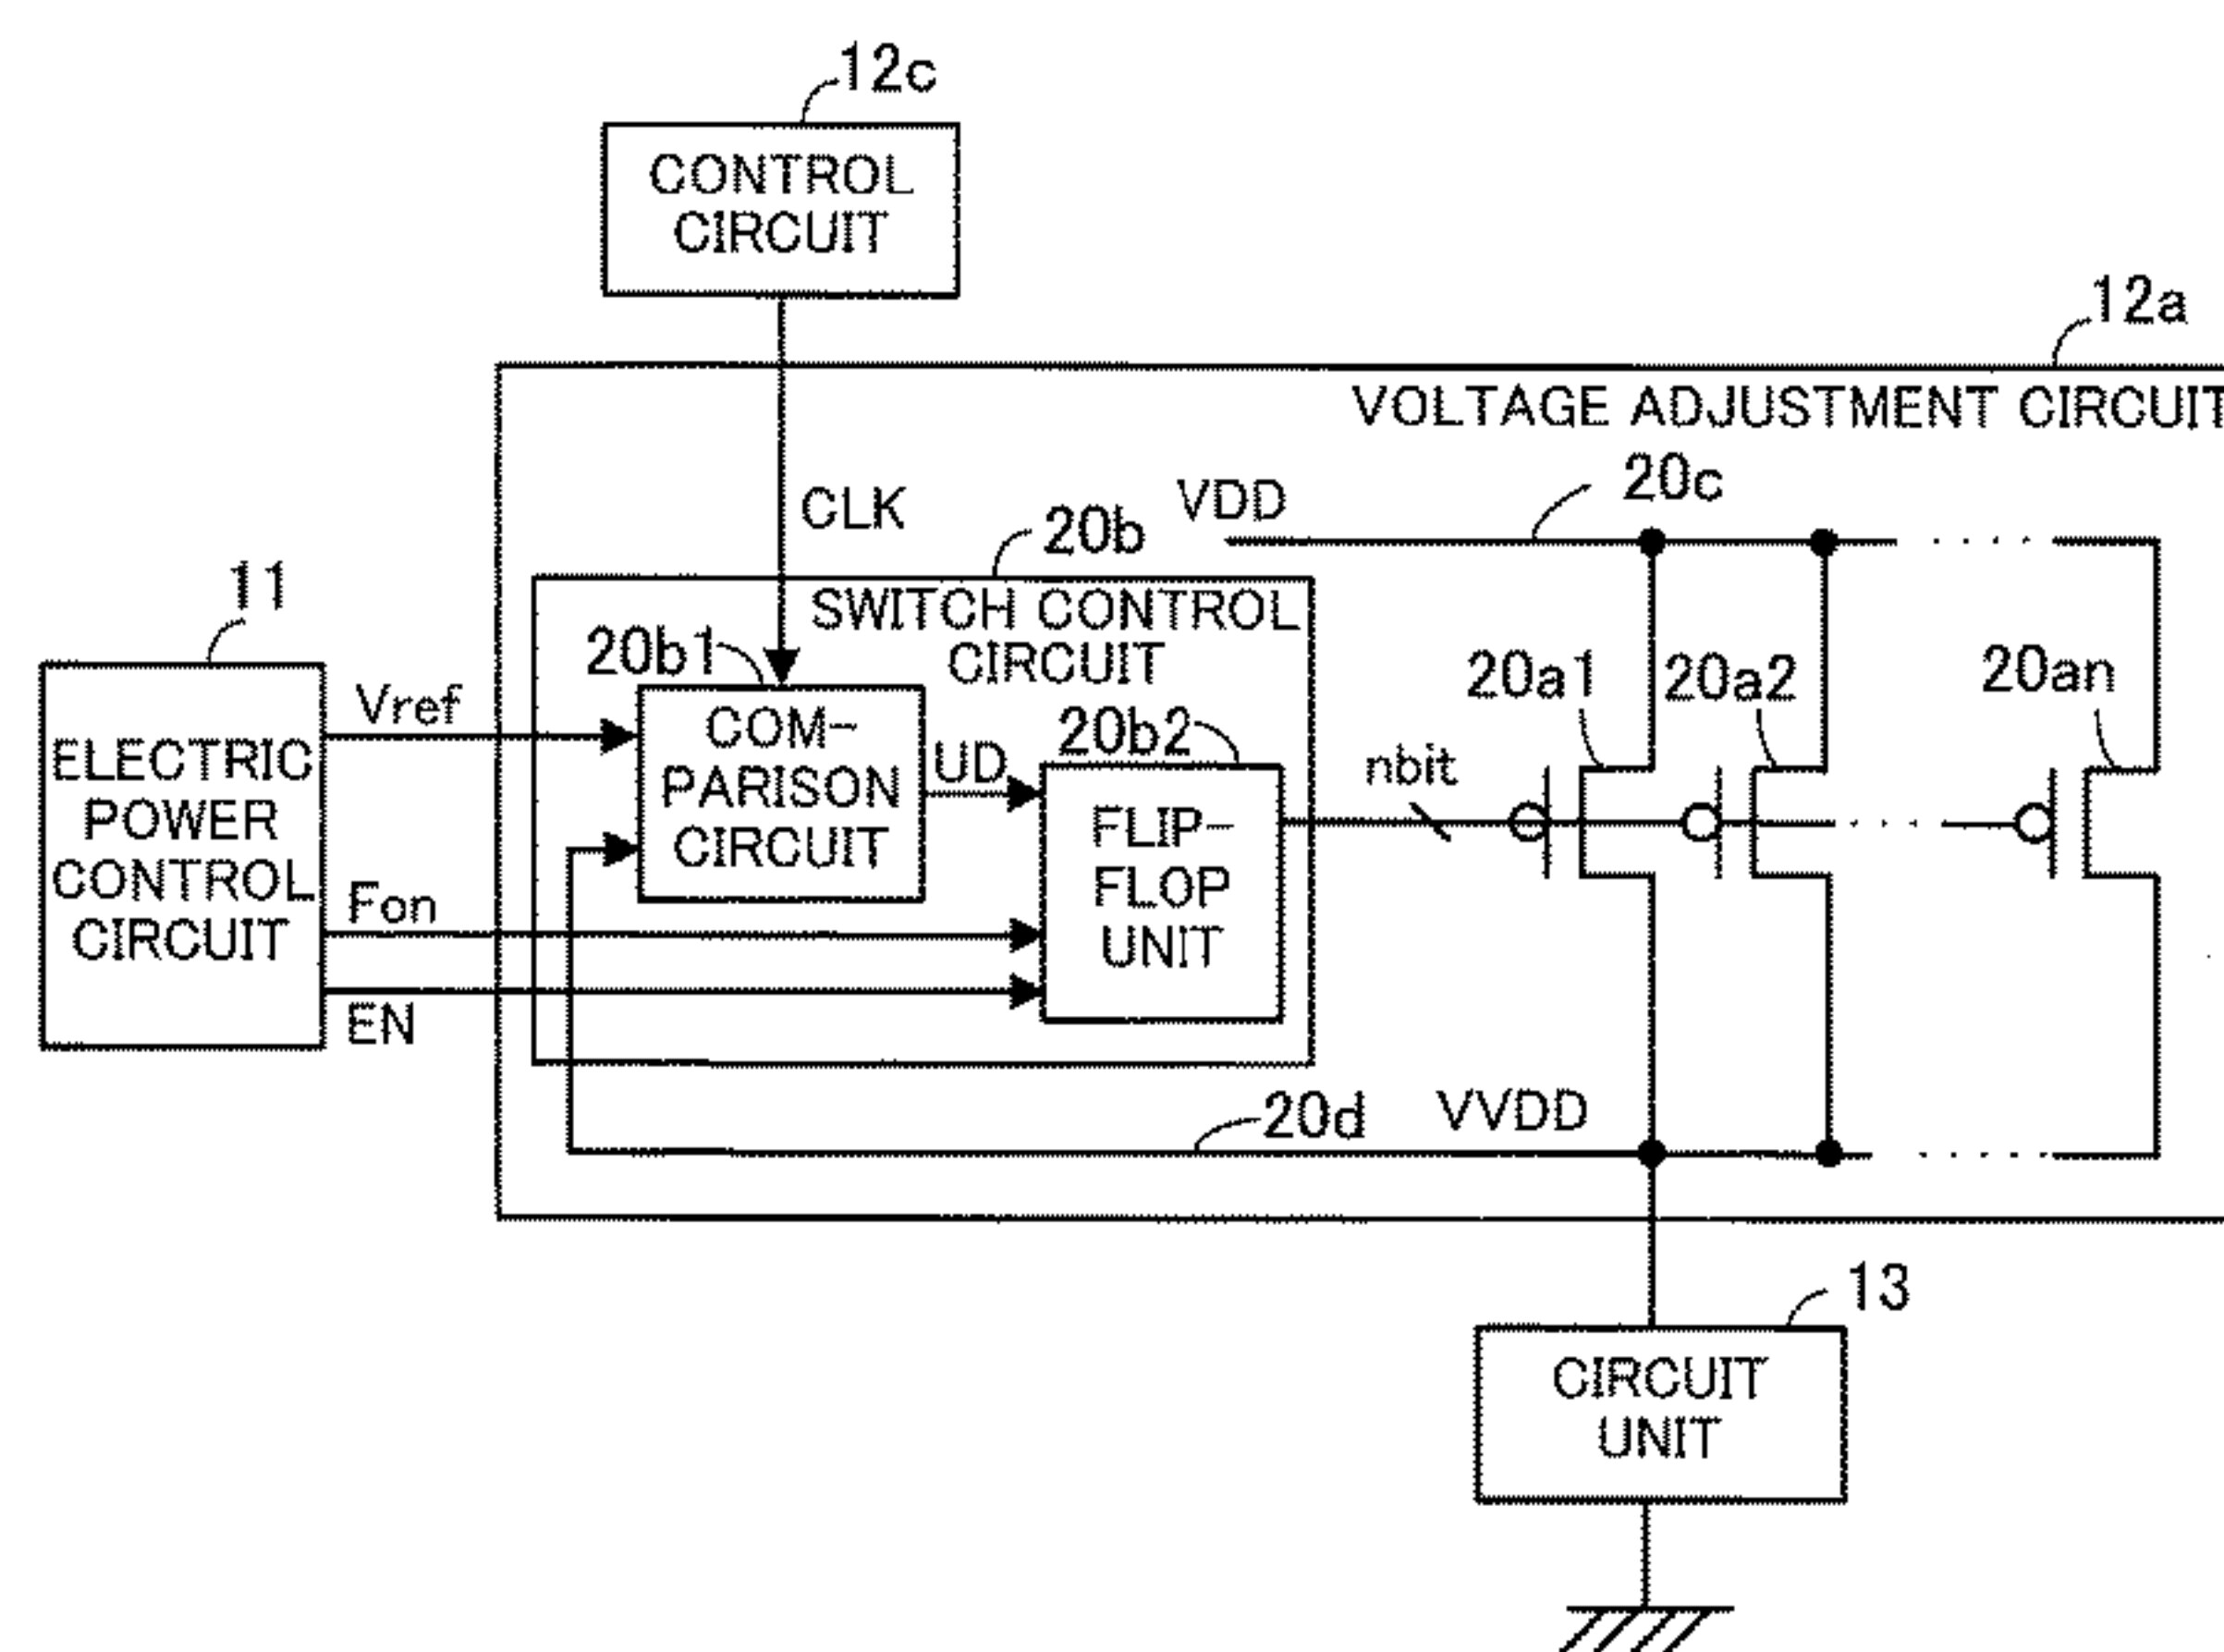 12c
CONTROL
CIRCUIT
12a
VOLTAGE ADJUSTMENT CIRCUIT
CLK
VDD
20c
20b
11
SWITCH CONTROL
CIRCUIT
20b1
20a1
20a2
20an
Vref
COM-
PARISON
CIRCUIT
20b2
UD
nbit
ELECTRIC
POWER
CONTROL
CIRCUIT
FLIP-
FLOP
UNIT
Fon
EN
20d
VVDD
13
CIRCUIT
UNIT